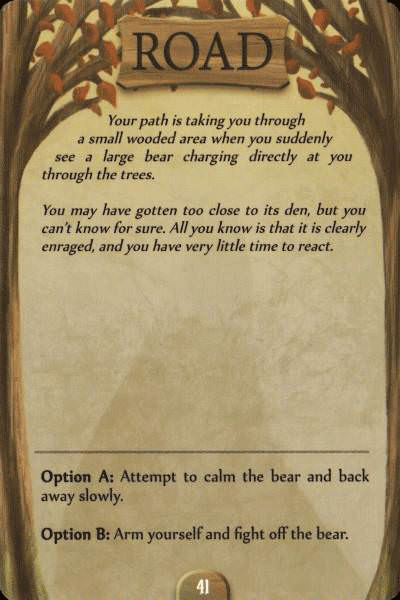 ROAD
Your path is taking you through
a small wooded area when you suddenly
see a large bear charging directly at you
through the trees.
You may have gotten too close to its den, but you
can't know for sure. All you know is that it is clearly
enraged, and you have very little time to react.
Option A: Attempt to calm the bear and back
away slowly.
Option B: Arm yourself and fight off the bear.
41